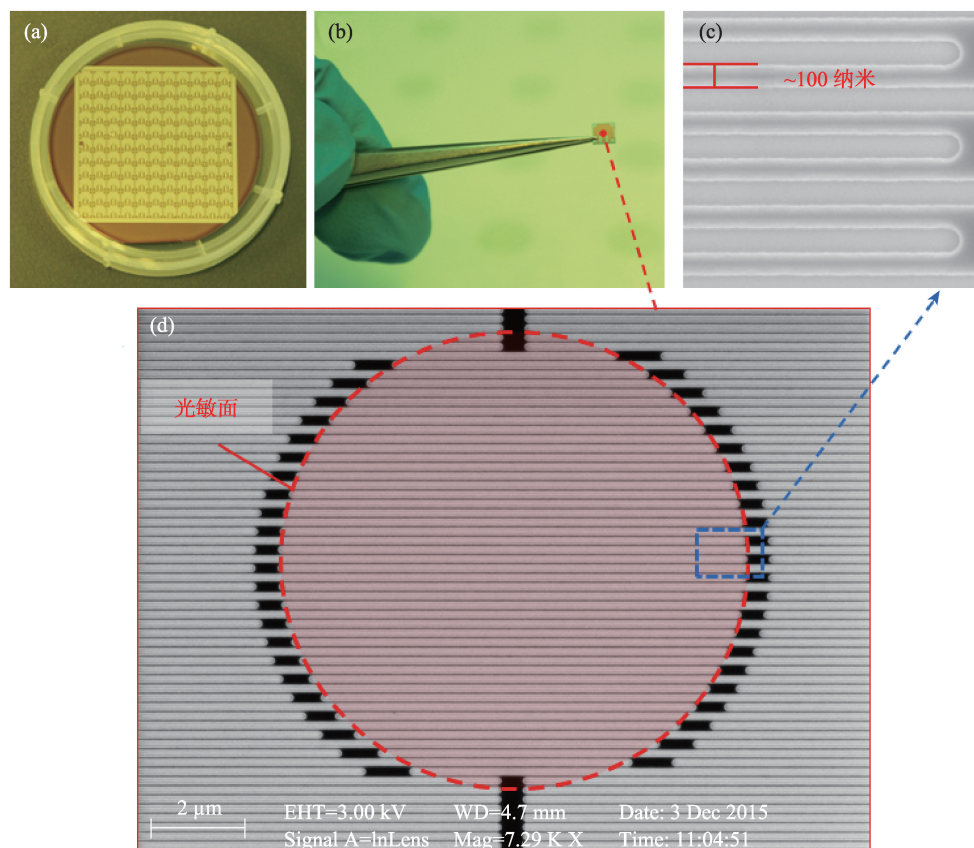 (a)
(b)
(c)
~100 纳米
(d)
光敏面
2 μm
EHT=3.00 kV
WD=4.7 mm
Date: 3 Dec 2015
Signal A=lnLens
Mag=7.29 K X
Time: 11:04:51